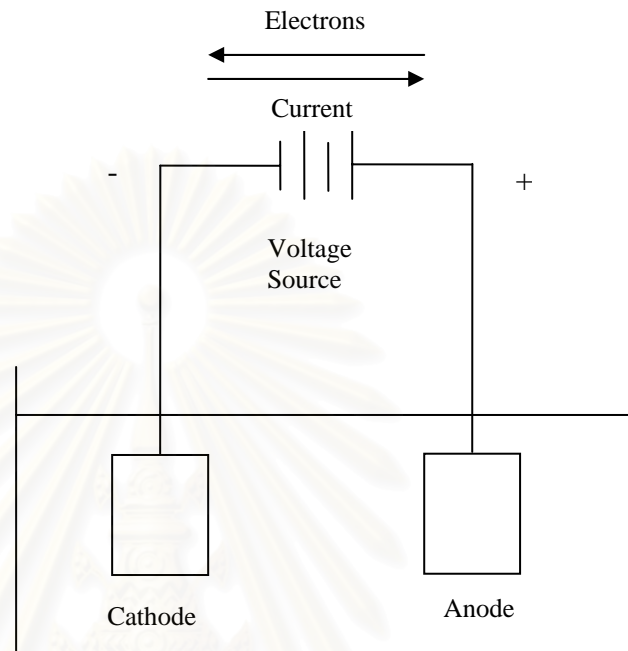 Electrons
Current
-
+
Voltage
Source
Cathode
Anode